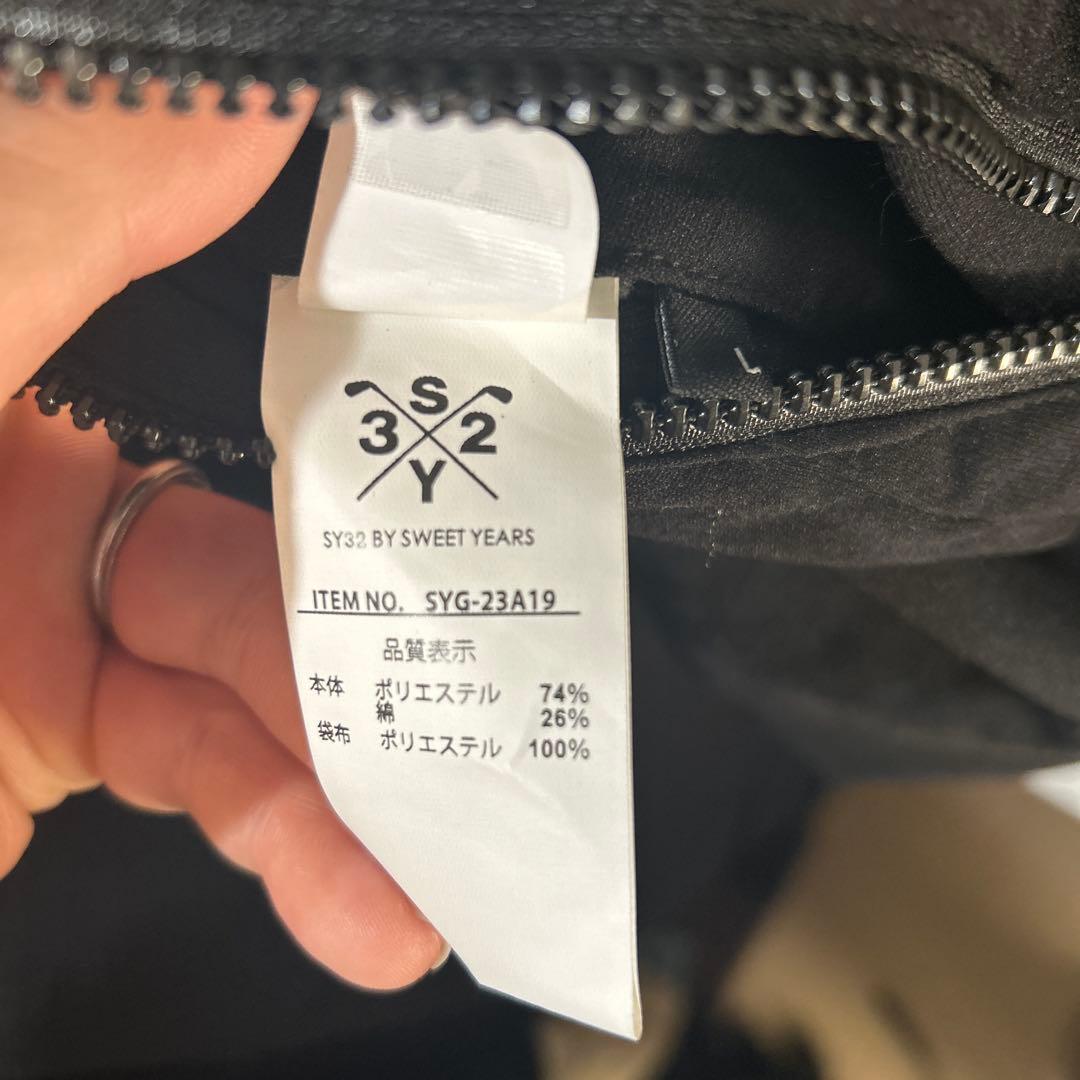 S
3 2
Y
SY32 BY SWEET YEARS
ITEM NO. SYG-23A19
品質表示
本体 ポリエステル 74%
綿 26%
袋布 ポリエステル 100%
L